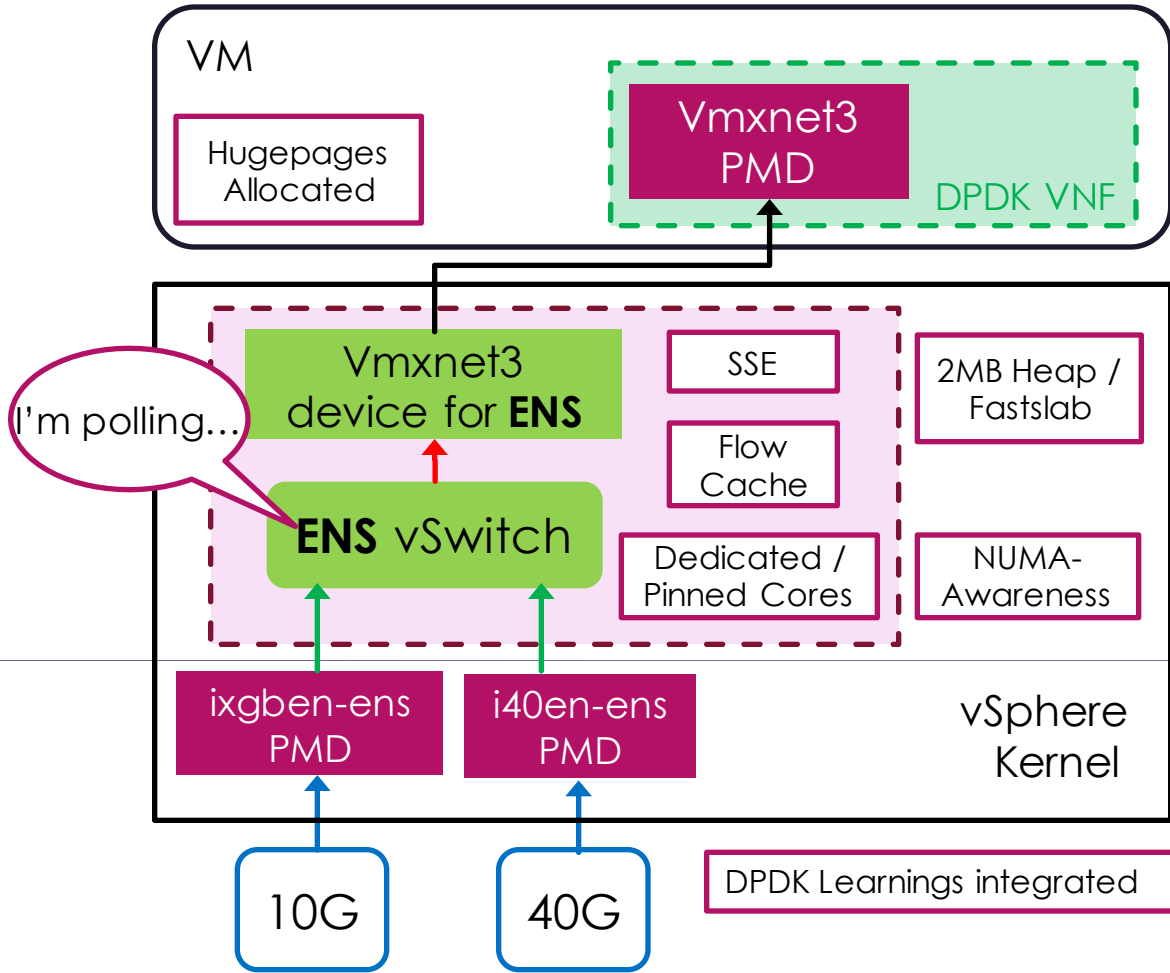 VM
Hugepages
Allocated
Vmxnet3
PMD
DPDK VNF
Vmxnet3
device for ENS
SSE
2MB Heap /
Fastslab
I'm polling...
Flow
Cache
ENS vSwitch
Dedicated /
Pinned Cores
NUMA-
Awareness
ixgben-ens
PMD
i40en-ens
PMD
vSphere
Kernel
10G
40G
DPDK Learnings integrated